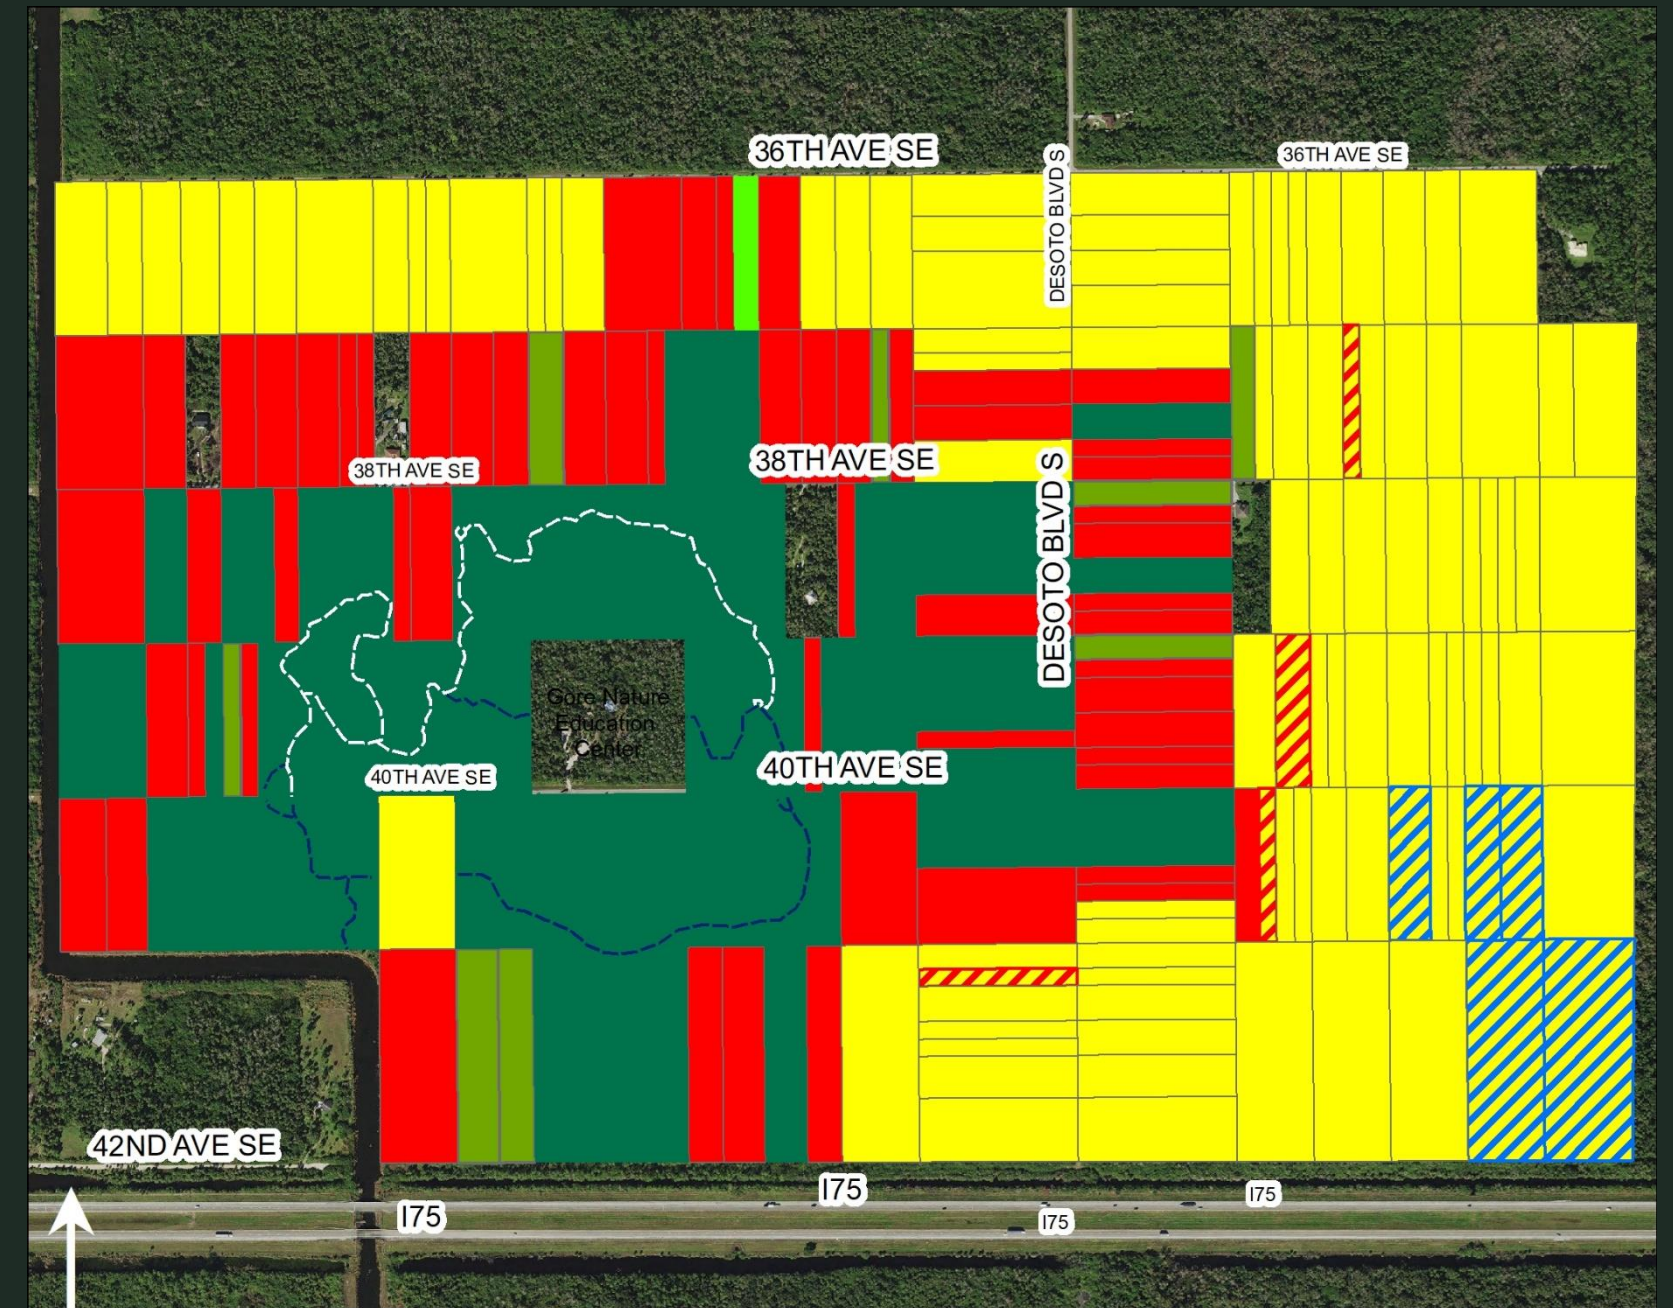 36TH AVE SE
36TH AVE SE
DESOTO BLVD S
38TH AVE SE
38TH AVE SE
DESOTO BLVD S
Gore Nature
Education
Center
40TH AVE SE
40TH AVE SE
42ND AVE SE
I75
I75
I75
I75